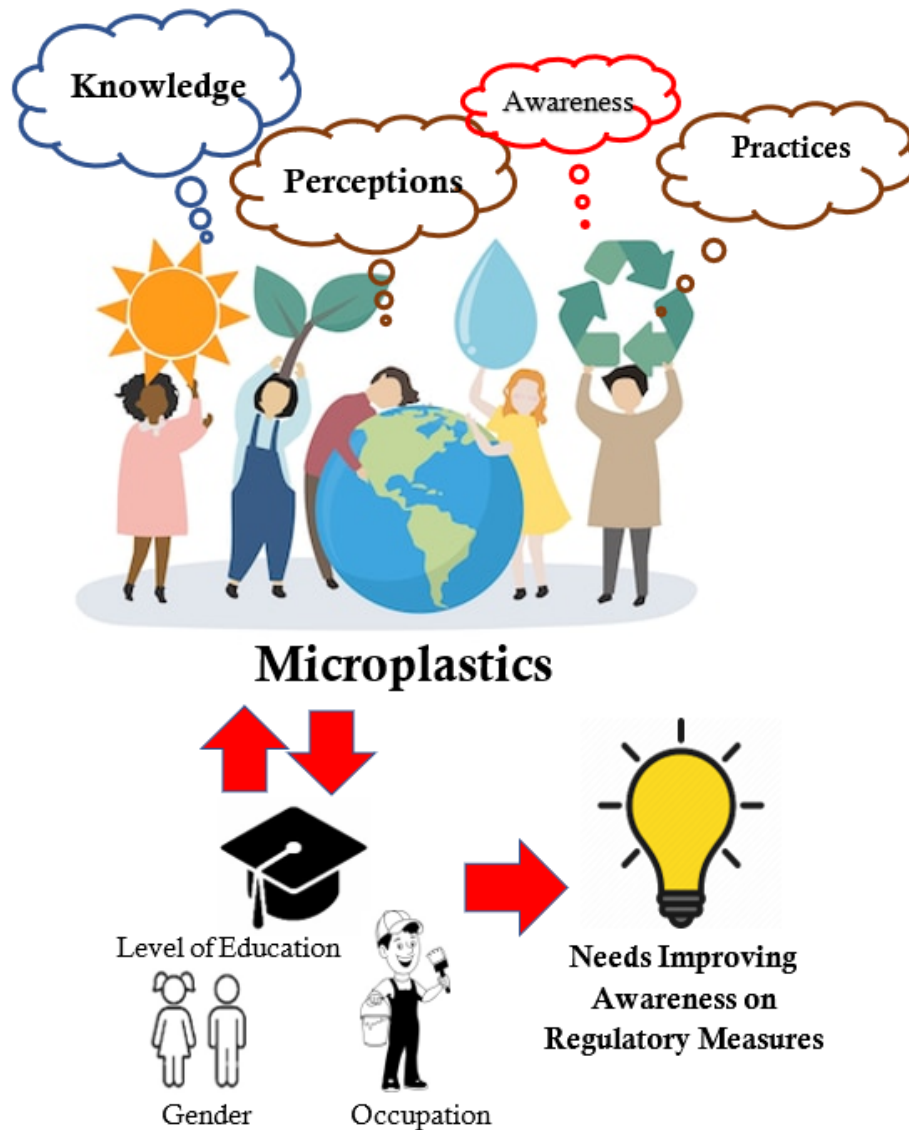 Knowledge
Awareness
Practices
Perceptions
Microplastics
Level of Education
Gender
Occupation
Needs Improving
Awareness on
Regulatory Measures